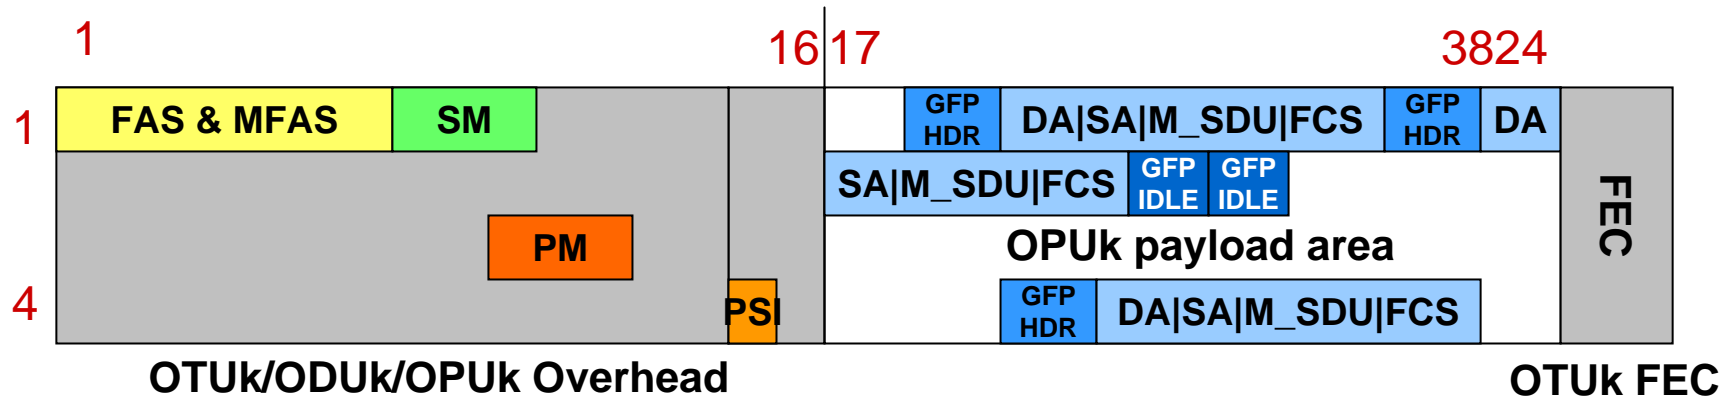 1
16 17
3824
1
FAS & MFAS
SM
GFP
HDR
DA|SA|M_SDU|FCS
GFP
HDR
DA
SA|M_SDU|FCS
GFP
IDLE
GFP
IDLE
FEC
PM
OPUk payload area
4
PSI
GFP
HDR
DA|SA|M_SDU|FCS
OTUk/ODUk/OPUk Overhead
OTUk FEC